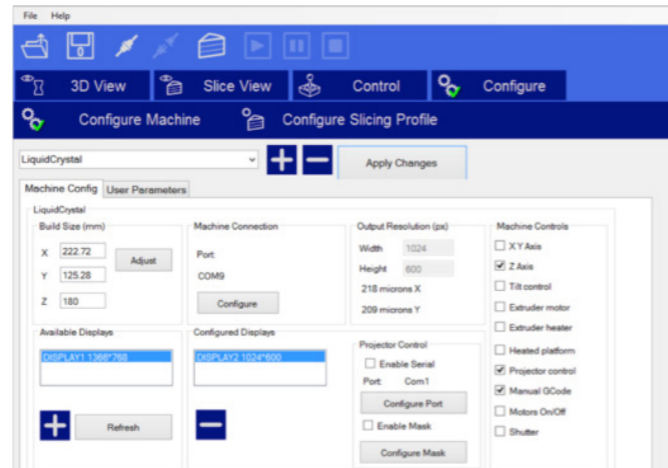 File Help
3D View Slice View Control Configure
Configure Machine Configure Slicing Profile
LiquidCrystal Apply Changes
Machine Config User Parameters
LiquidCrystal
Build Size (mm)
X 222.72
Y 125.28
Z 180
Adjust
Machine Connection
Port:
COM9
Configure
Output Resolution (px)
Width 1024
Height 600
218 microns X
209 microns Y
Machine Controls
X Y Axis
Z Axis
Tilt control
Extruder motor
Extruder heater
Heated platform
Projector control
Manual GCode
Motors On/Off
Shutter
Available Displays
DISPLAY1 1366*768
Refresh
Configured Displays
DISPLAY2 1024*600
Projector Control
Enable Serial
Port: Com1
Configure Port
Enable Mask
Configure Mask